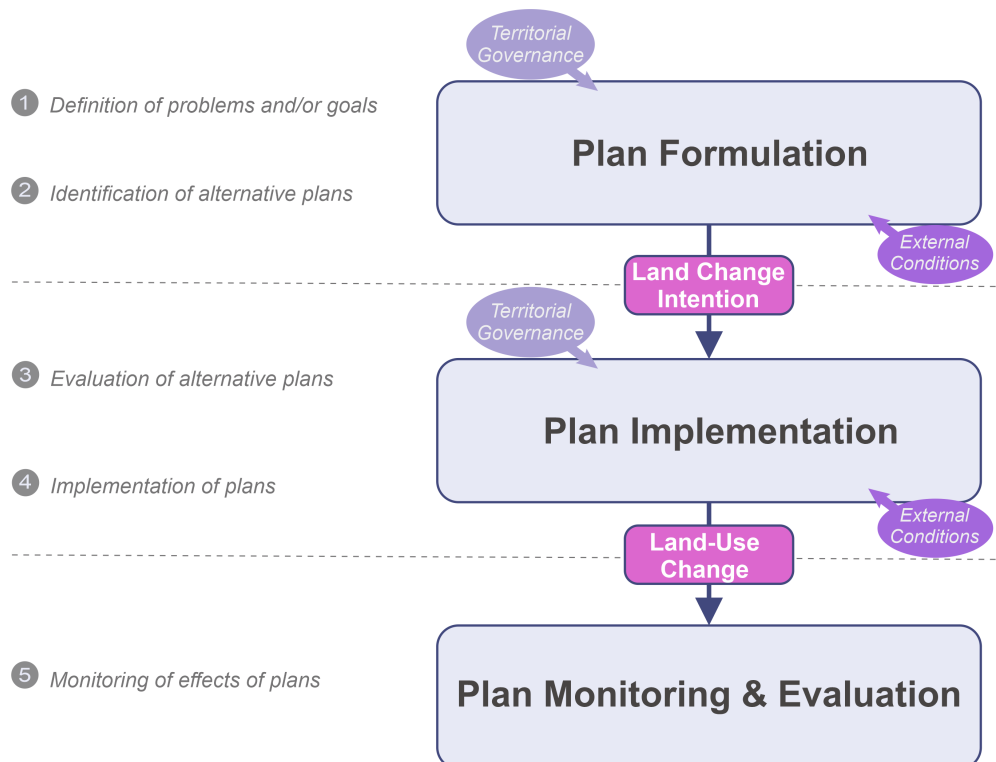 Territorial
Governance
1 Definition of problems and/or goals
Plan Formulation
2 Identification of alternative plans
External
Conditions
Land Change
Intention
Territorial
Governance
3 Evaluation of alternative plans
Plan Implementation
4 Implementation of plans
External
Conditions
Land-Use
Change
5 Monitoring of effects of plans
Plan Monitoring & Evaluation